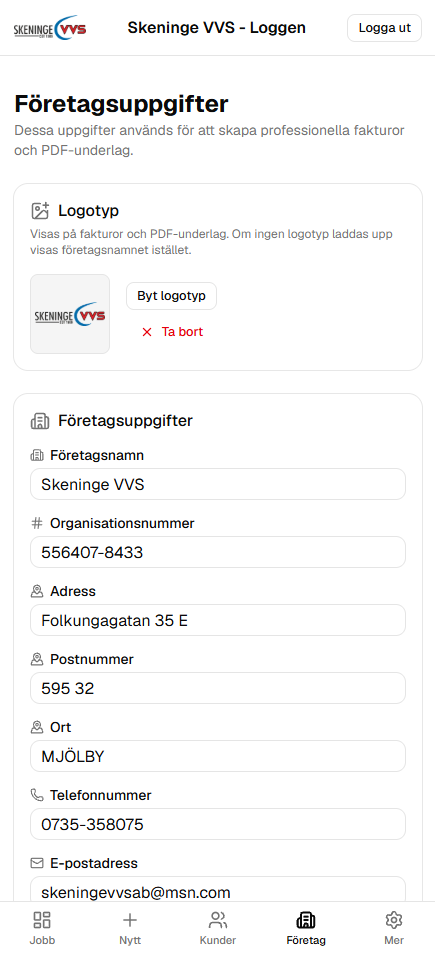 SKENINGE VVS
EST 1989
Skeninge VVS - Loggen
Logga ut
Företagsuppgifter
Dessa uppgifter används för att skapa professionella fakturor
och PDF-underlag.
Logotyp
Visas på fakturor och PDF-underlag. Om ingen logotyp laddas upp
visas företagsnamnet istället.
SKENINGE VVS
Byt logotyp
Ta bort
Företagsuppgifter
Företagsnamn
Skeninge VVS
Organisationsnummer
556407-8433
Adress
Folkungagatan 35 E
Postnummer
595 32
Ort
MJÖLBY
Telefonnummer
0735-358075
E-postadress
skeningevvsab@msn.com
Jobb
Nytt
Kunder
Företag
Mer